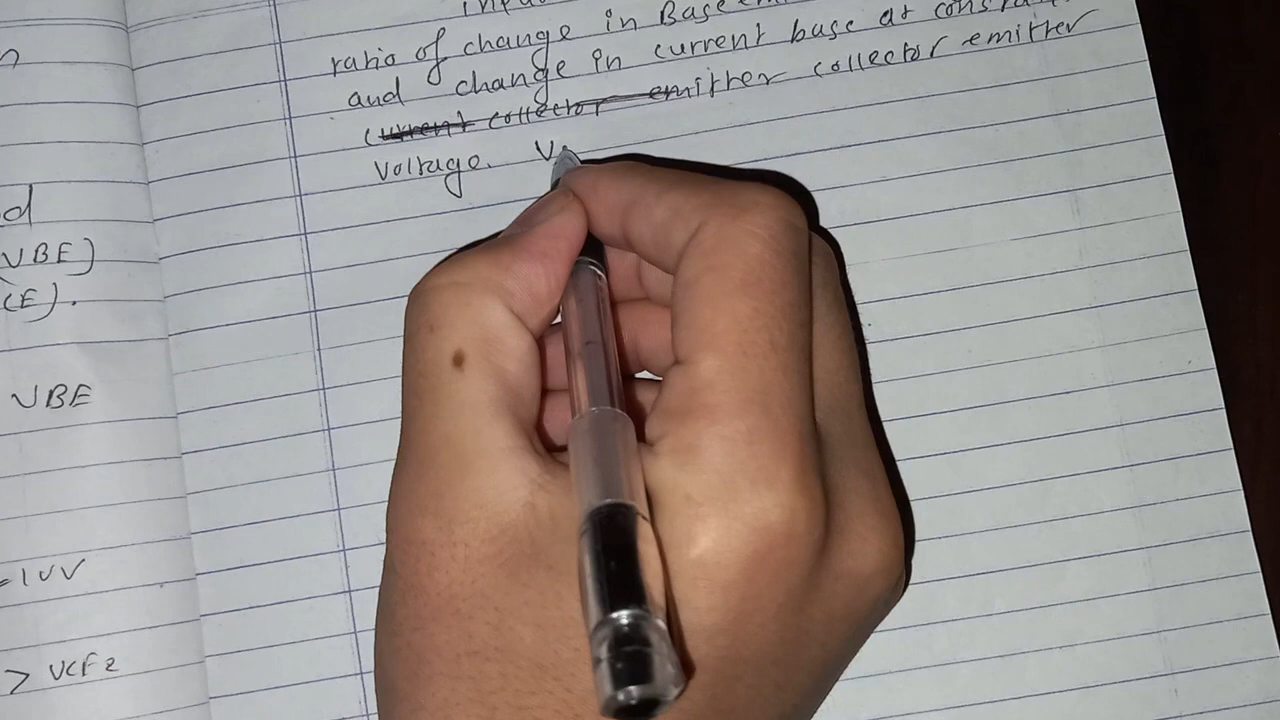 ratio of change in Base
and change in current base at
current collector emitter collector emitter
voltage. V
n
d
VBE)
CE).
VBE
=10V
> VCE2